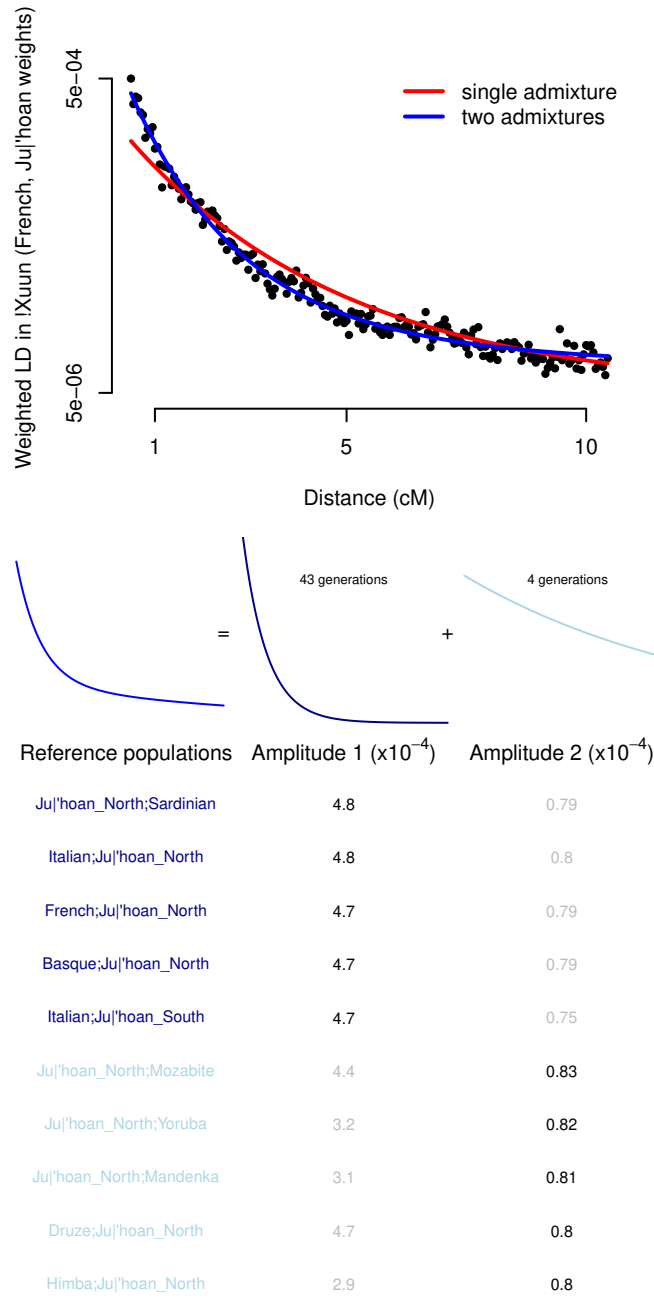 Weighted LD in !Xuun (French, Ju|'hoan weights)
5e−04
5e−06
single admixture
two admixtures
1 5 10
Distance (cM)
43 generations
4 generations
= +
Reference populations Amplitude 1 (x10−4) Amplitude 2 (x10−4)
Ju|'hoan_North;Sardinian 4.8 0.79
Italian;Ju|'hoan_North 4.8 0.8
French;Ju|'hoan_North 4.7 0.79
Basque;Ju|'hoan_North 4.7 0.79
Italian;Ju|'hoan_South 4.7 0.75
Ju|'hoan_North;Mozabite 4.4 0.83
Ju|'hoan_North;Yoruba 3.2 0.82
Ju|'hoan_North;Mandenka 3.1 0.81
Druze;Ju|'hoan_North 4.7 0.8
Himba;Ju|'hoan_North 2.9 0.8